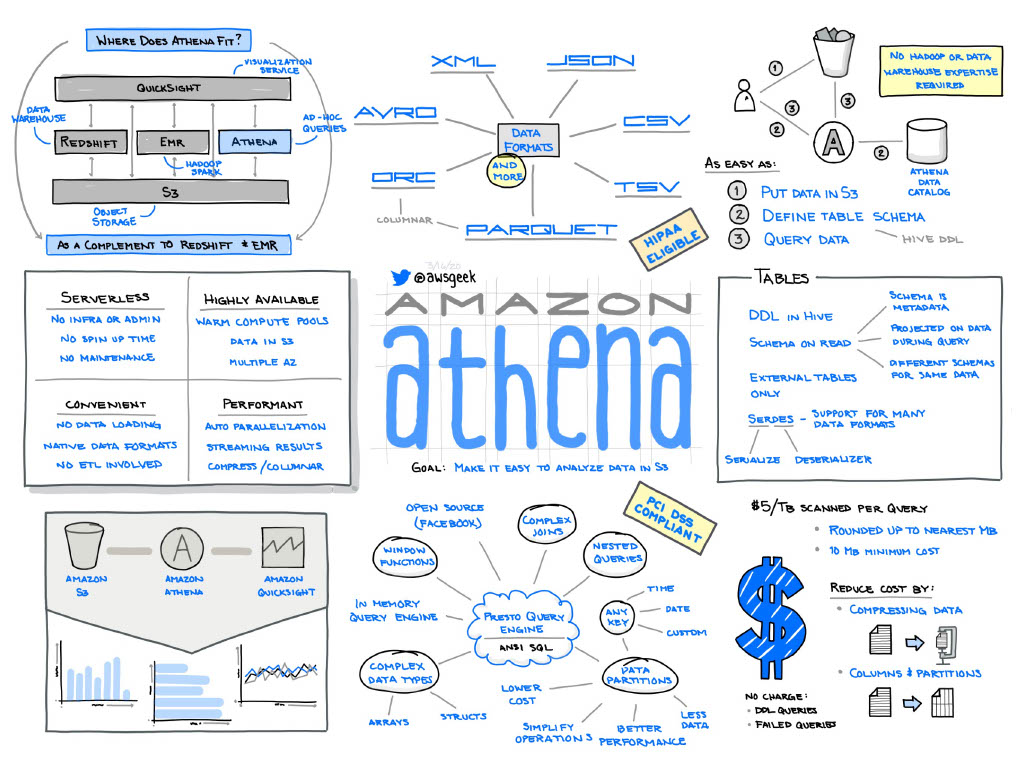 WHERE DOES ATHENA FIT?
VISUALIZATION
SERVICE
QUICKSIGHT
DATA
WAREHOUSE
AD-HOC
QUERIES
REDSHIFT
EMR
ATHENA
HADOOP
SPARK
S3
OBJECT
STORAGE
AS A COMPLEMENT TO REDSHIFT & EMR
XML
JSON
AVRO
CSV
DATA
FORMATS
AND
MORE
ORC
TSV
COLUMNAR
PARQUET
HIPAA
ELIGIBLE
NO HADOOP OR DATA
WAREHOUSE EXPERTISE
REQUIRED
1
3
3
2
A
2
ATHENA
DATA
CATALOG
AS EASY AS:
1 PUT DATA IN S3
2 DEFINE TABLE SCHEMA
3 QUERY DATA
HIVE DDL
SERVERLESS
NO INFRA OR ADMIN
NO SPIN UP TIME
NO MAINTENANCE
HIGHLY AVAILABLE
WARM COMPUTE POOLS
DATA IN S3
MULTIPLE AZ
CONVENIENT
NO DATA LOADING
NATIVE DATA FORMATS
NO ETL INVOLVED
PERFORMANT
AUTO PARALLELIZATION
STREAMING RESULTS
COMPRESS/COLUMNAR
@awsgeek
AMAZON
athena
GOAL: MAKE IT EASY TO ANALYZE DATA IN S3
TABLES
DDL IN HIVE
SCHEMA ON READ
SCHEMA IS
METADATA
PROJECTED ON DATA
DURING QUERY
DIFFERENT SCHEMAS
FOR SAME DATA
EXTERNAL TABLES
ONLY
SERDES - SUPPORT FOR MANY
DATA FORMATS
SERIALIZE DESERIALIZER
AMAZON
S3
A
AMAZON
ATHENA
AMAZON
QUICKSIGHT
OPEN SOURCE
(FACEBOOK)
COMPLEX
JOINS
PCI DSS
COMPLIANT
WINDOW
FUNCTIONS
NESTED
QUERIES
IN MEMORY
QUERY ENGINE
PRESTO QUERY
ENGINE
ANSI SQL
ANY
KEY
TIME
DATE
CUSTOM
COMPLEX
DATA TYPES
ARRAYS
STRUCTS
DATA
PARTITIONS
LOWER
COST
SIMPLIFY
OPERATIONS
BETTER
PERFORMANCE
LESS
DATA
$5/TB SCANNED PER QUERY
• ROUNDED UP TO NEAREST MB
• 10 MB MINIMUM COST
$
REDUCE COST BY:
• COMPRESSING DATA
• COLUMNS & PARTITIONS
NO CHARGE:
• DDL QUERIES
• FAILED QUERIES